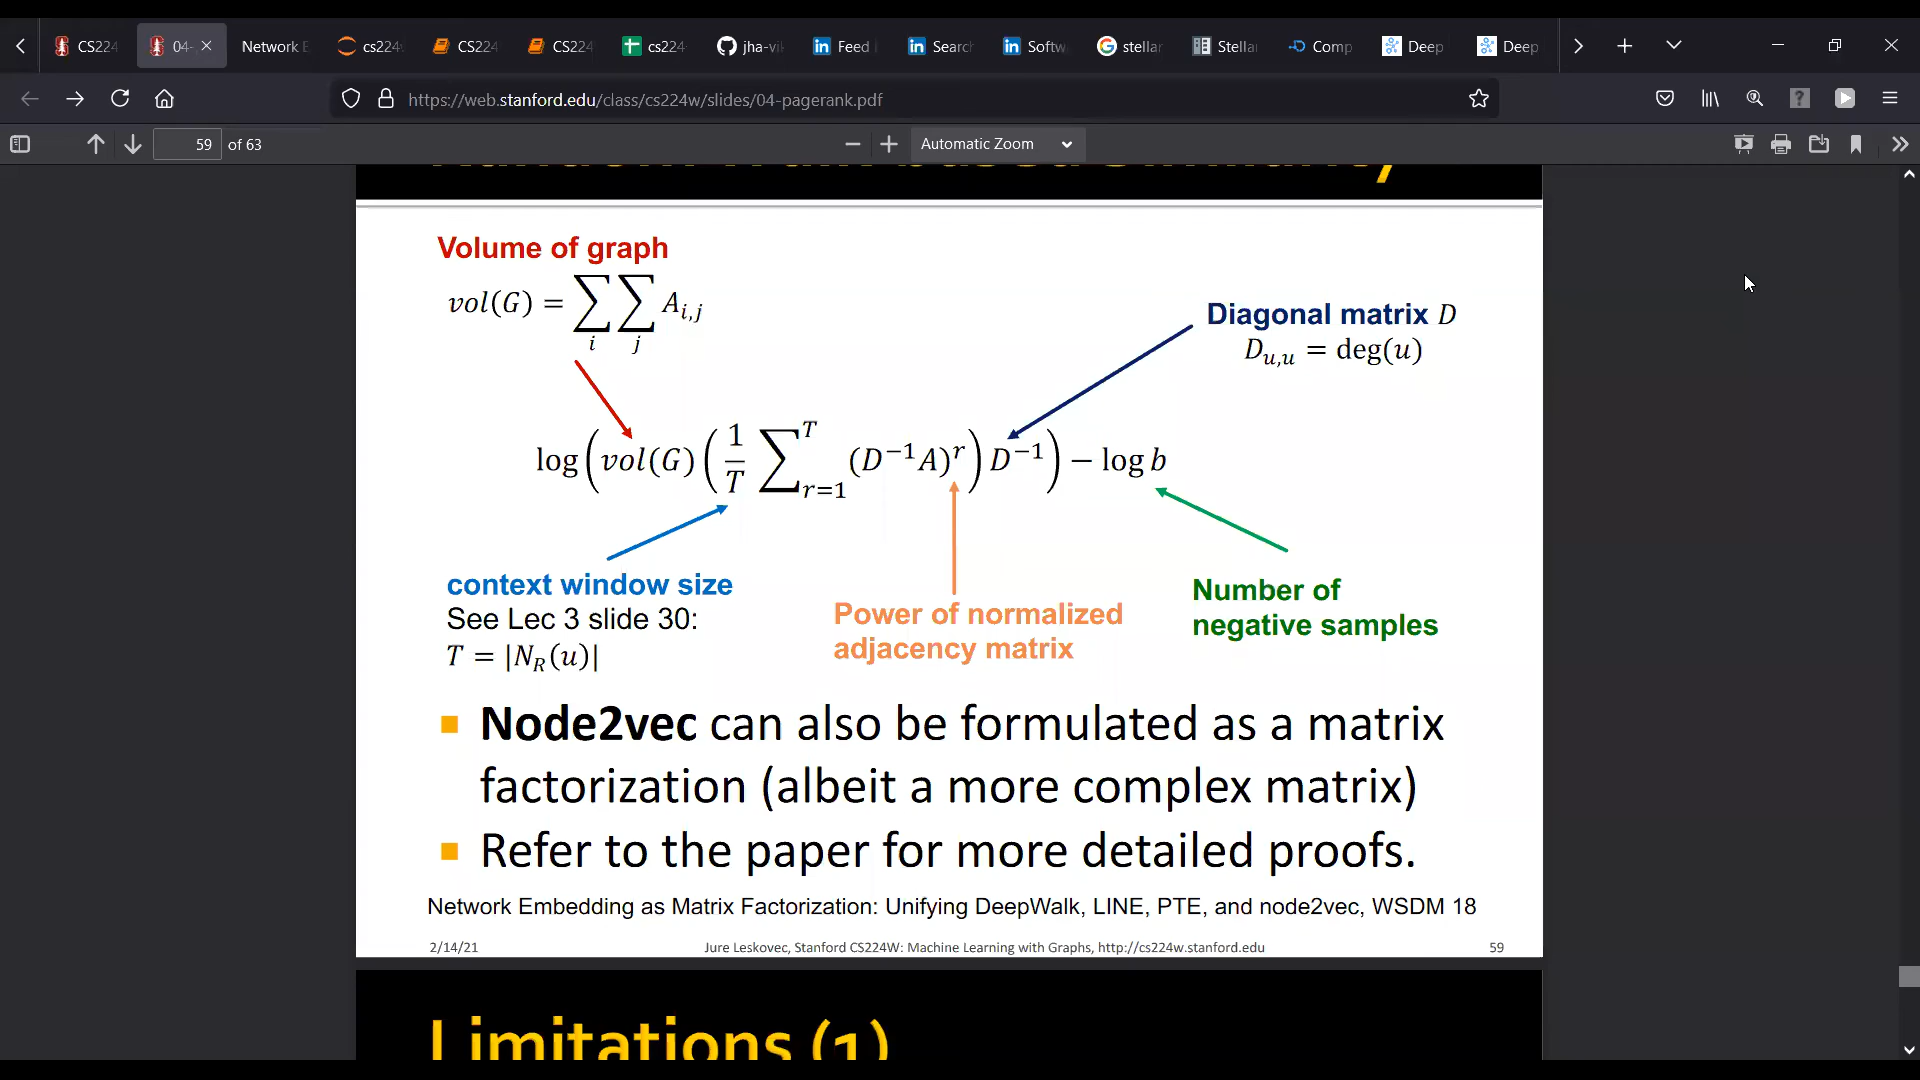 CS224
04-
Network E
cs224
CS224
CS224
cs224
jha-vi
Feed
Searc
Softw
stellar
Stella
Comp
Deep
Deep
https://web.stanford.edu/class/cs224w/slides/04-pagerank.pdf
59 of 63
Automatic Zoom
Volume of graph
vol(G) = ∑_i ∑_j A_{i,j}
Diagonal matrix D
D_{u,u} = deg(u)
log(vol(G)(1/T ∑_{r=1}^{T} (D^{−1}A)^r)D^{−1}) − log b
context window size
See Lec 3 slide 30:
T = |N_R(u)|
Power of normalized
adjacency matrix
Number of
negative samples
Node2vec can also be formulated as a matrix
factorization (albeit a more complex matrix)
Refer to the paper for more detailed proofs.
Network Embedding as Matrix Factorization: Unifying DeepWalk, LINE, PTE, and node2vec, WSDM 18
2/14/21
Jure Leskovec, Stanford CS224W: Machine Learning with Graphs, http://cs224w.stanford.edu
59
Limitations (1)